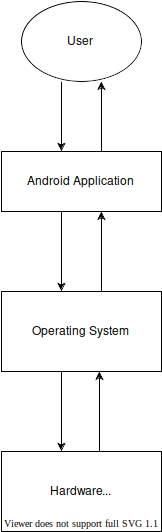 User
Android Application
Operating System
Hardware...
Viewer does not support full SVG 1.1